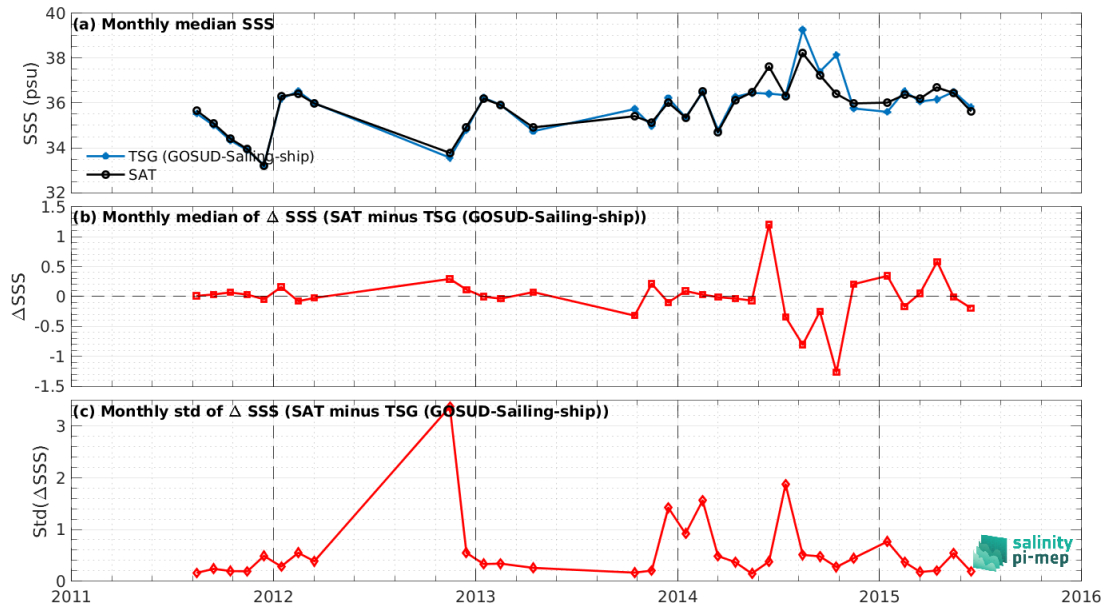 (a) Monthly median SSS
SSS (psu)
40
38
36
34
32
TSG (GOSUD-Sailing-ship)
SAT
(b) Monthly median of Δ SSS (SAT minus TSG (GOSUD-Sailing-ship))
ΔSSS
1.5
1
0.5
0
-0.5
-1
-1.5
(c) Monthly std of Δ SSS (SAT minus TSG (GOSUD-Sailing-ship))
Std(ΔSSS)
3
2
1
0
salinity
pi-mep
2011 2012 2013 2014 2015 2016